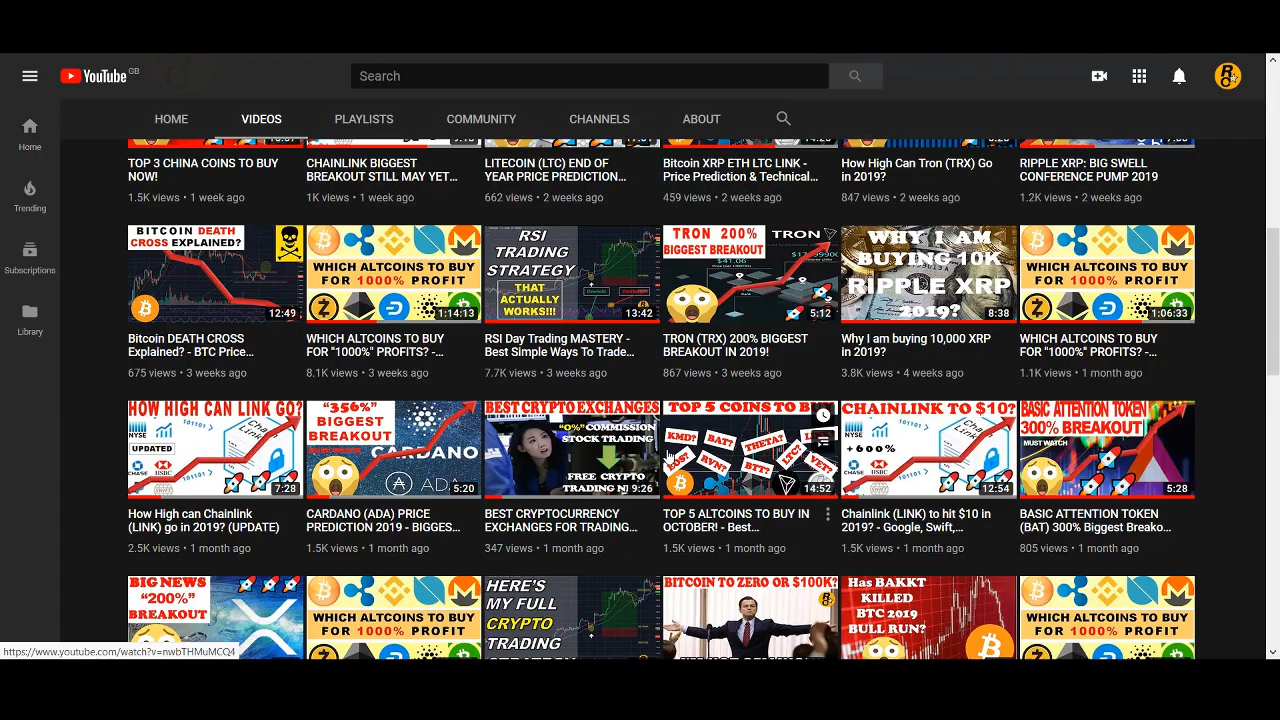 YouTube GB
Search
HOME VIDEOS PLAYLISTS COMMUNITY CHANNELS ABOUT
Home
Trending
Subscriptions
Library
TOP 3 CHINA COINS TO BUY
NOW!
1.5K views • 1 week ago
CHAINLINK BIGGEST
BREAKOUT STILL MAY YET...
1K views • 1 week ago
LITECOIN (LTC) END OF
YEAR PRICE PREDICTION...
662 views • 2 weeks ago
Bitcoin XRP ETH LTC LINK -
Price Prediction & Technical...
459 views • 2 weeks ago
How High Can Tron (TRX) Go
in 2019?
847 views • 2 weeks ago
RIPPLE XRP: BIG SWELL
CONFERENCE PUMP 2019
1.2K views • 2 weeks ago
BITCOIN DEATH
CROSS EXPLAINED?
12:49
Bitcoin DEATH CROSS
Explained? - BTC Price...
675 views • 3 weeks ago
WHICH ALTCOINS TO BUY
FOR 1000% PROFIT
1:14:13
WHICH ALTCOINS TO BUY
FOR "1000%" PROFITS? -...
8.1K views • 3 weeks ago
RSI
TRADING
STRATEGY
THAT
ACTUALLY
WORKS!!!
13:42
RSI Day Trading MASTERY -
Best Simple Ways To Trade...
7.7K views • 3 weeks ago
TRON 200%
BIGGEST BREAKOUT
TRON
5:12
TRON (TRX) 200% BIGGEST
BREAKOUT IN 2019!
867 views • 3 weeks ago
WHY I AM
BUYING 10K
RIPPLE XRP
2019?
8:38
Why I am buying 10,000 XRP
in 2019?
3.8K views • 4 weeks ago
WHICH ALTCOINS TO BUY
FOR 1000% PROFIT
1:06:33
WHICH ALTCOINS TO BUY
FOR "1000%" PROFITS? -...
1.1K views • 1 month ago
HOW HIGH CAN LINK GO?
NYSE
UPDATED
CHASE
HSBC
7:28
How High can Chainlink
(LINK) go in 2019? (UPDATE)
2.5K views • 1 month ago
"356%"
BIGGEST
BREAKOUT
CARDANO
ADA
5:20
CARDANO (ADA) PRICE
PREDICTION 2019 - BIGGES...
1.5K views • 1 month ago
BEST CRYPTO EXCHANGES
"0%" COMMISSION
STOCK TRADING
FREE CRYPTO
TRADING
9:26
BEST CRYPTOCURRENCY
EXCHANGES FOR TRADING...
347 views • 1 month ago
TOP 5 COINS TO BUY
KMD? BAT? THETA?
EOS? RVN? BTT? LTC? VET?
14:52
TOP 5 ALTCOINS TO BUY IN
OCTOBER! - Best...
1.5K views • 1 month ago
CHAINLINK TO $10?
NYSE
+600%
CHASE
HSBC
12:54
Chainlink (LINK) to hit $10 in
2019? - Google, Swift,...
1.5K views • 1 month ago
BASIC ATTENTION TOKEN
300% BREAKOUT
MUST WATCH
5:28
BASIC ATTENTION TOKEN
(BAT) 300% Biggest Breako...
805 views • 1 month ago
BIG NEWS
"200%"
BREAKOUT
WHICH ALTCOINS TO BUY
FOR 1000% PROFIT
HERE'S
MY FULL
CRYPTO
TRADING
BITCOIN TO ZERO OR $100K?
Has BAKKT
KILLED
BTC 2019
BULL RUN?
WHICH ALTCOINS TO BUY
FOR 1000% PROFIT
https://www.youtube.com/watch?v=nwbTHMuMCQ4